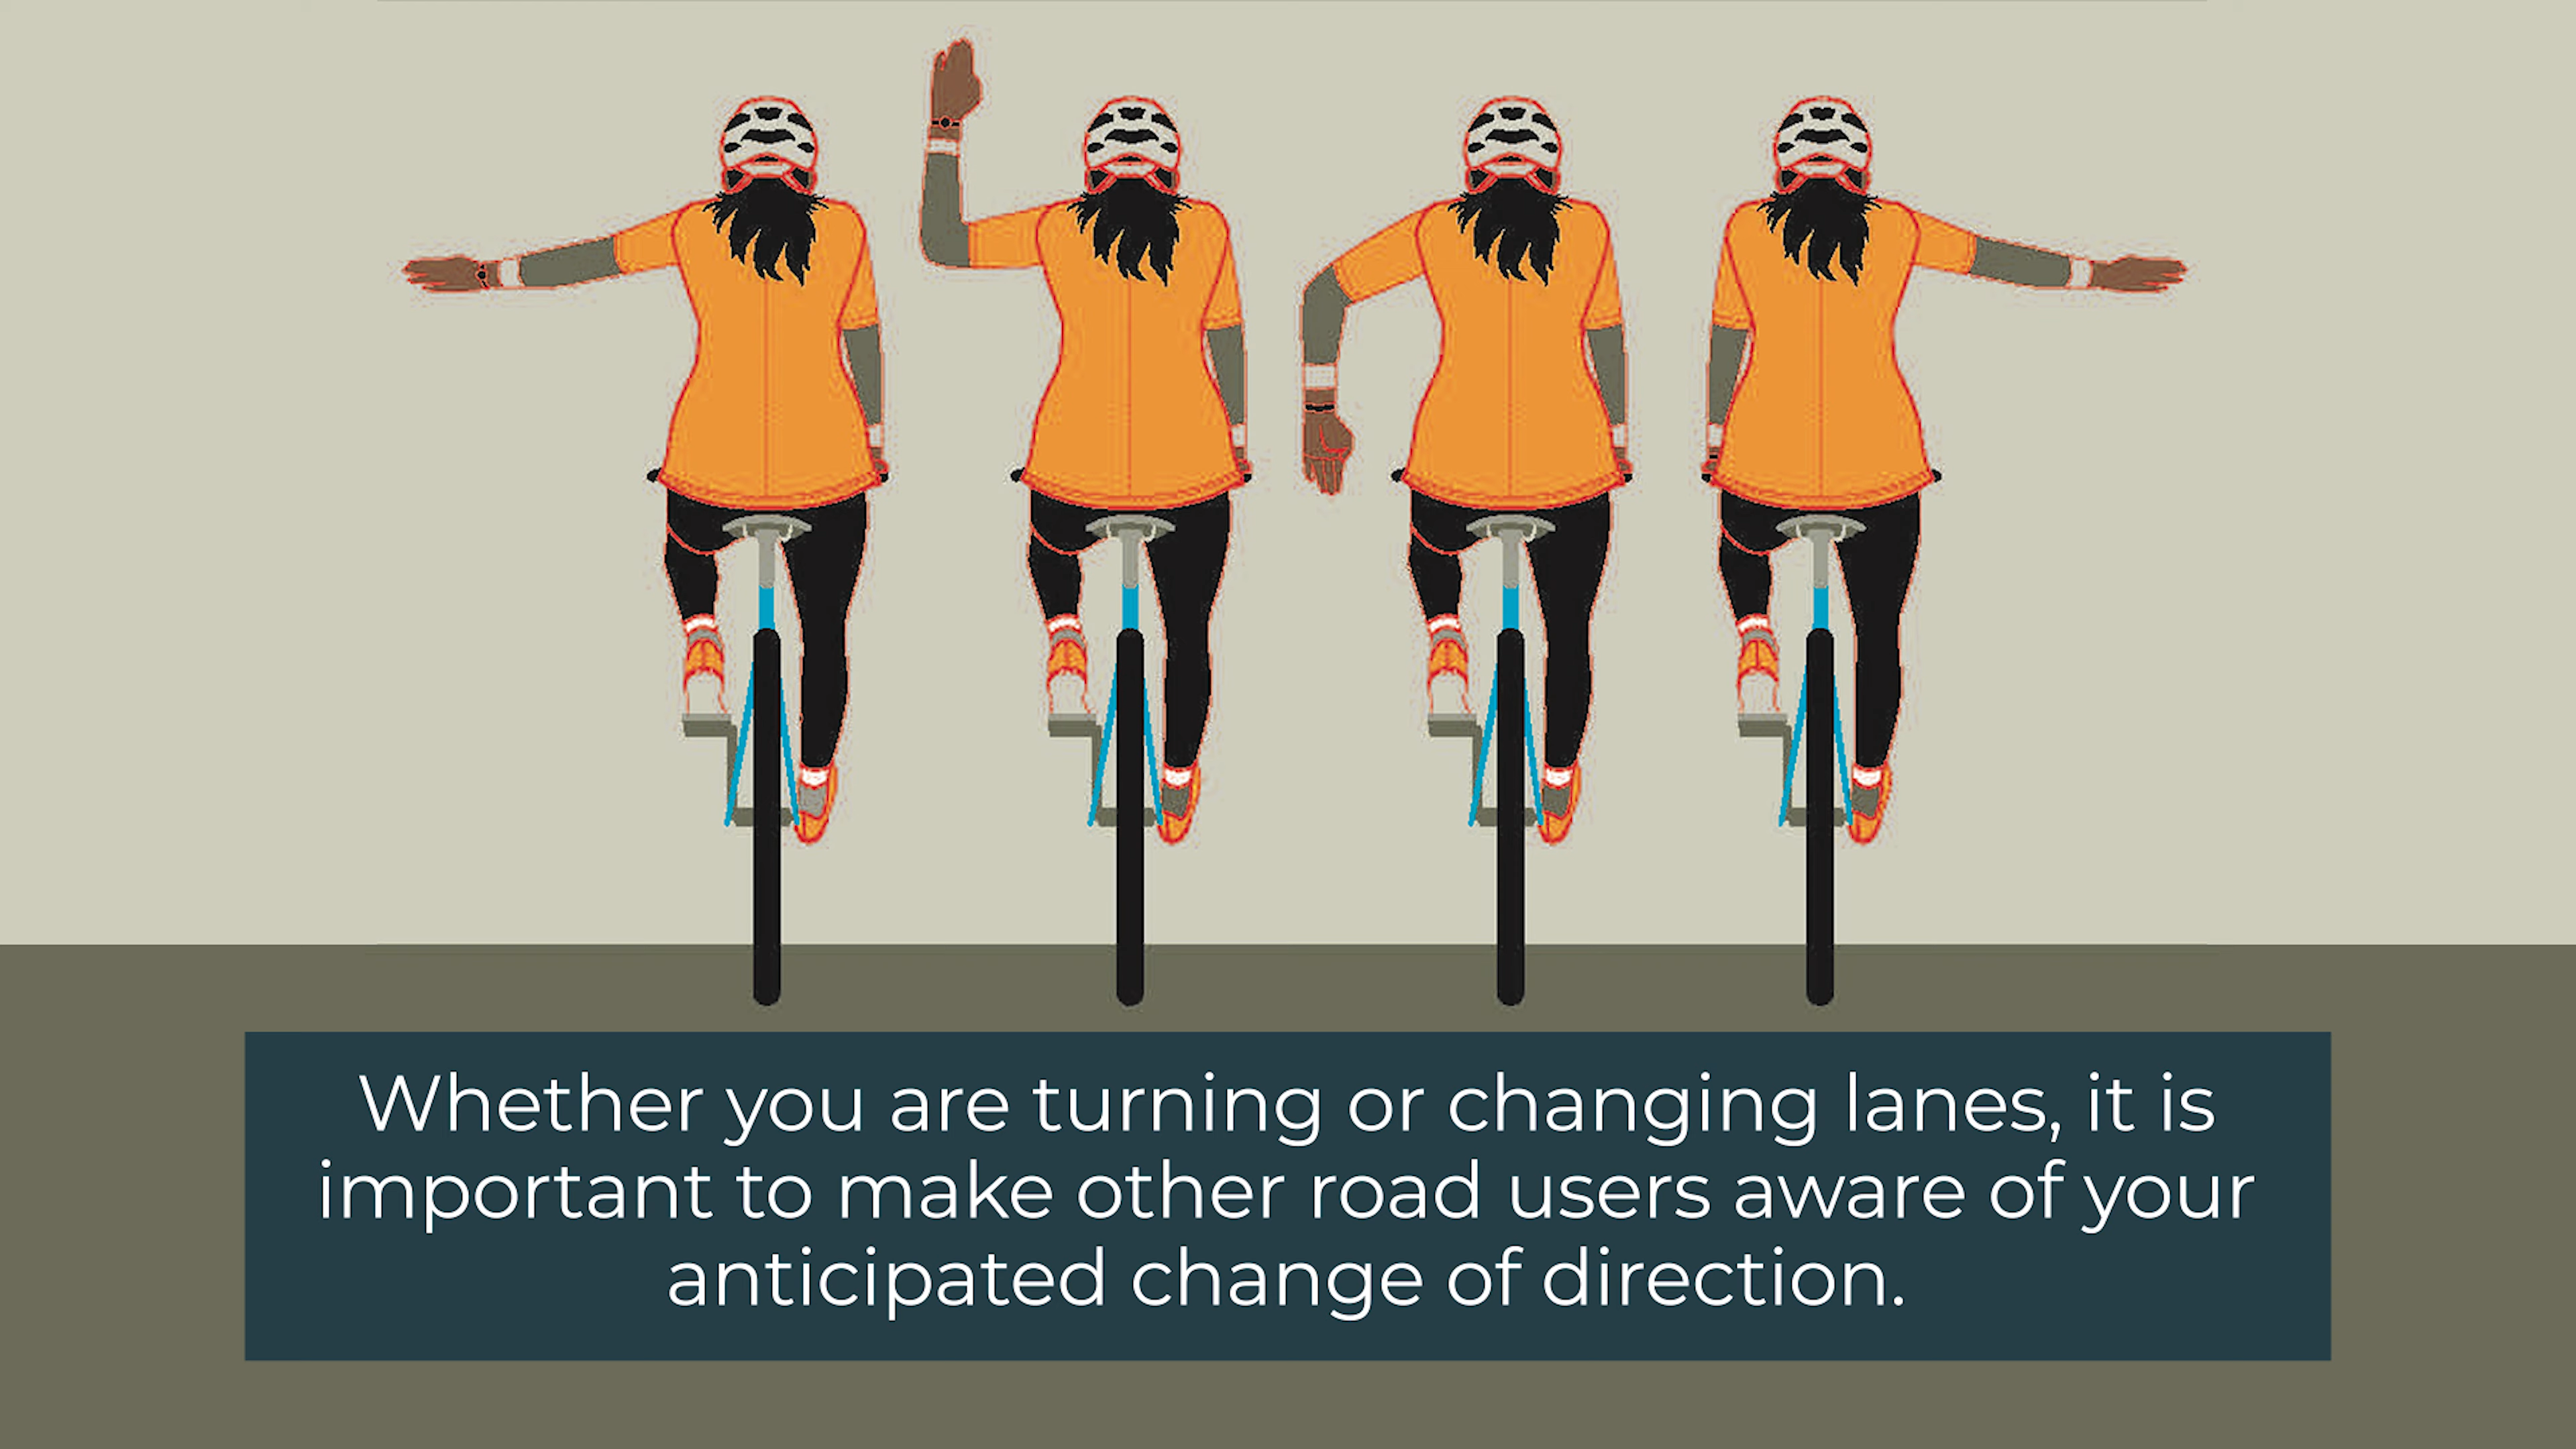 Whether you are turning or changing lanes, it is
important to make other road users aware of your
anticipated change of direction.